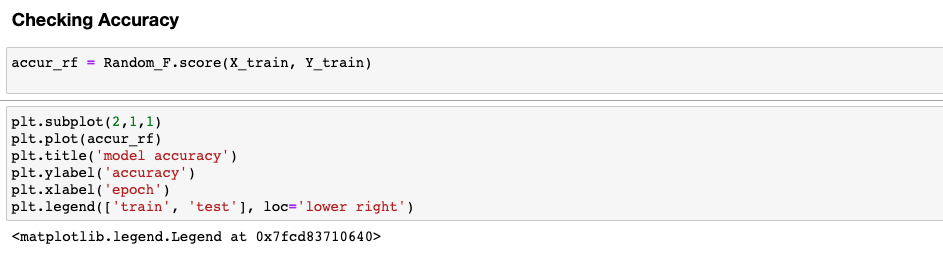 Checking Accuracy
accur_rf = Random_F.score(X_train, Y_train)
plt.subplot(2,1,1)
plt.plot(accur_rf)
plt.title('model accuracy')
plt.ylabel('accuracy')
plt.xlabel('epoch')
plt.legend(['train', 'test'], loc='lower right')
<matplotlib.legend.Legend at 0x7fcd83710640>